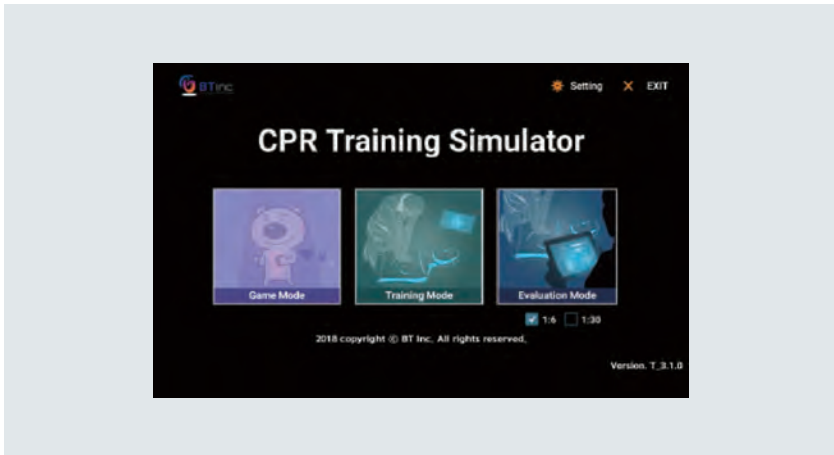 BTinc
Setting
EXIT
CPR Training Simulator
Game Mode
Training Mode
Evaluation Mode
1:6
1:30
2018 copyright ⓒ BT Inc. All rights reserved.
Version. T_3.1.0